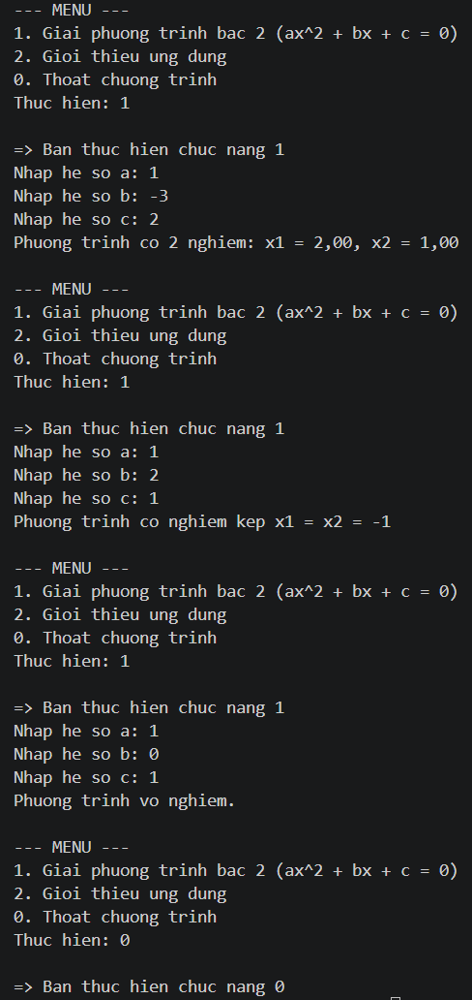 --- MENU ---
1. Giai phuong trinh bac 2 (ax^2 + bx + c = 0)
2. Gioi thieu ung dung
0. Thoat chuong trinh
Thuc hien: 1
=> Ban thuc hien chuc nang 1
Nhap he so a: 1
Nhap he so b: -3
Nhap he so c: 2
Phuong trinh co 2 nghiem: x1 = 2,00, x2 = 1,00
--- MENU ---
1. Giai phuong trinh bac 2 (ax^2 + bx + c = 0)
2. Gioi thieu ung dung
0. Thoat chuong trinh
Thuc hien: 1
=> Ban thuc hien chuc nang 1
Nhap he so a: 1
Nhap he so b: 2
Nhap he so c: 1
Phuong trinh co nghiem kep x1 = x2 = -1
--- MENU ---
1. Giai phuong trinh bac 2 (ax^2 + bx + c = 0)
2. Gioi thieu ung dung
0. Thoat chuong trinh
Thuc hien: 1
=> Ban thuc hien chuc nang 1
Nhap he so a: 1
Nhap he so b: 0
Nhap he so c: 1
Phuong trinh vo nghiem.
--- MENU ---
1. Giai phuong trinh bac 2 (ax^2 + bx + c = 0)
2. Gioi thieu ung dung
0. Thoat chuong trinh
Thuc hien: 0
=> Ban thuc hien chuc nang 0